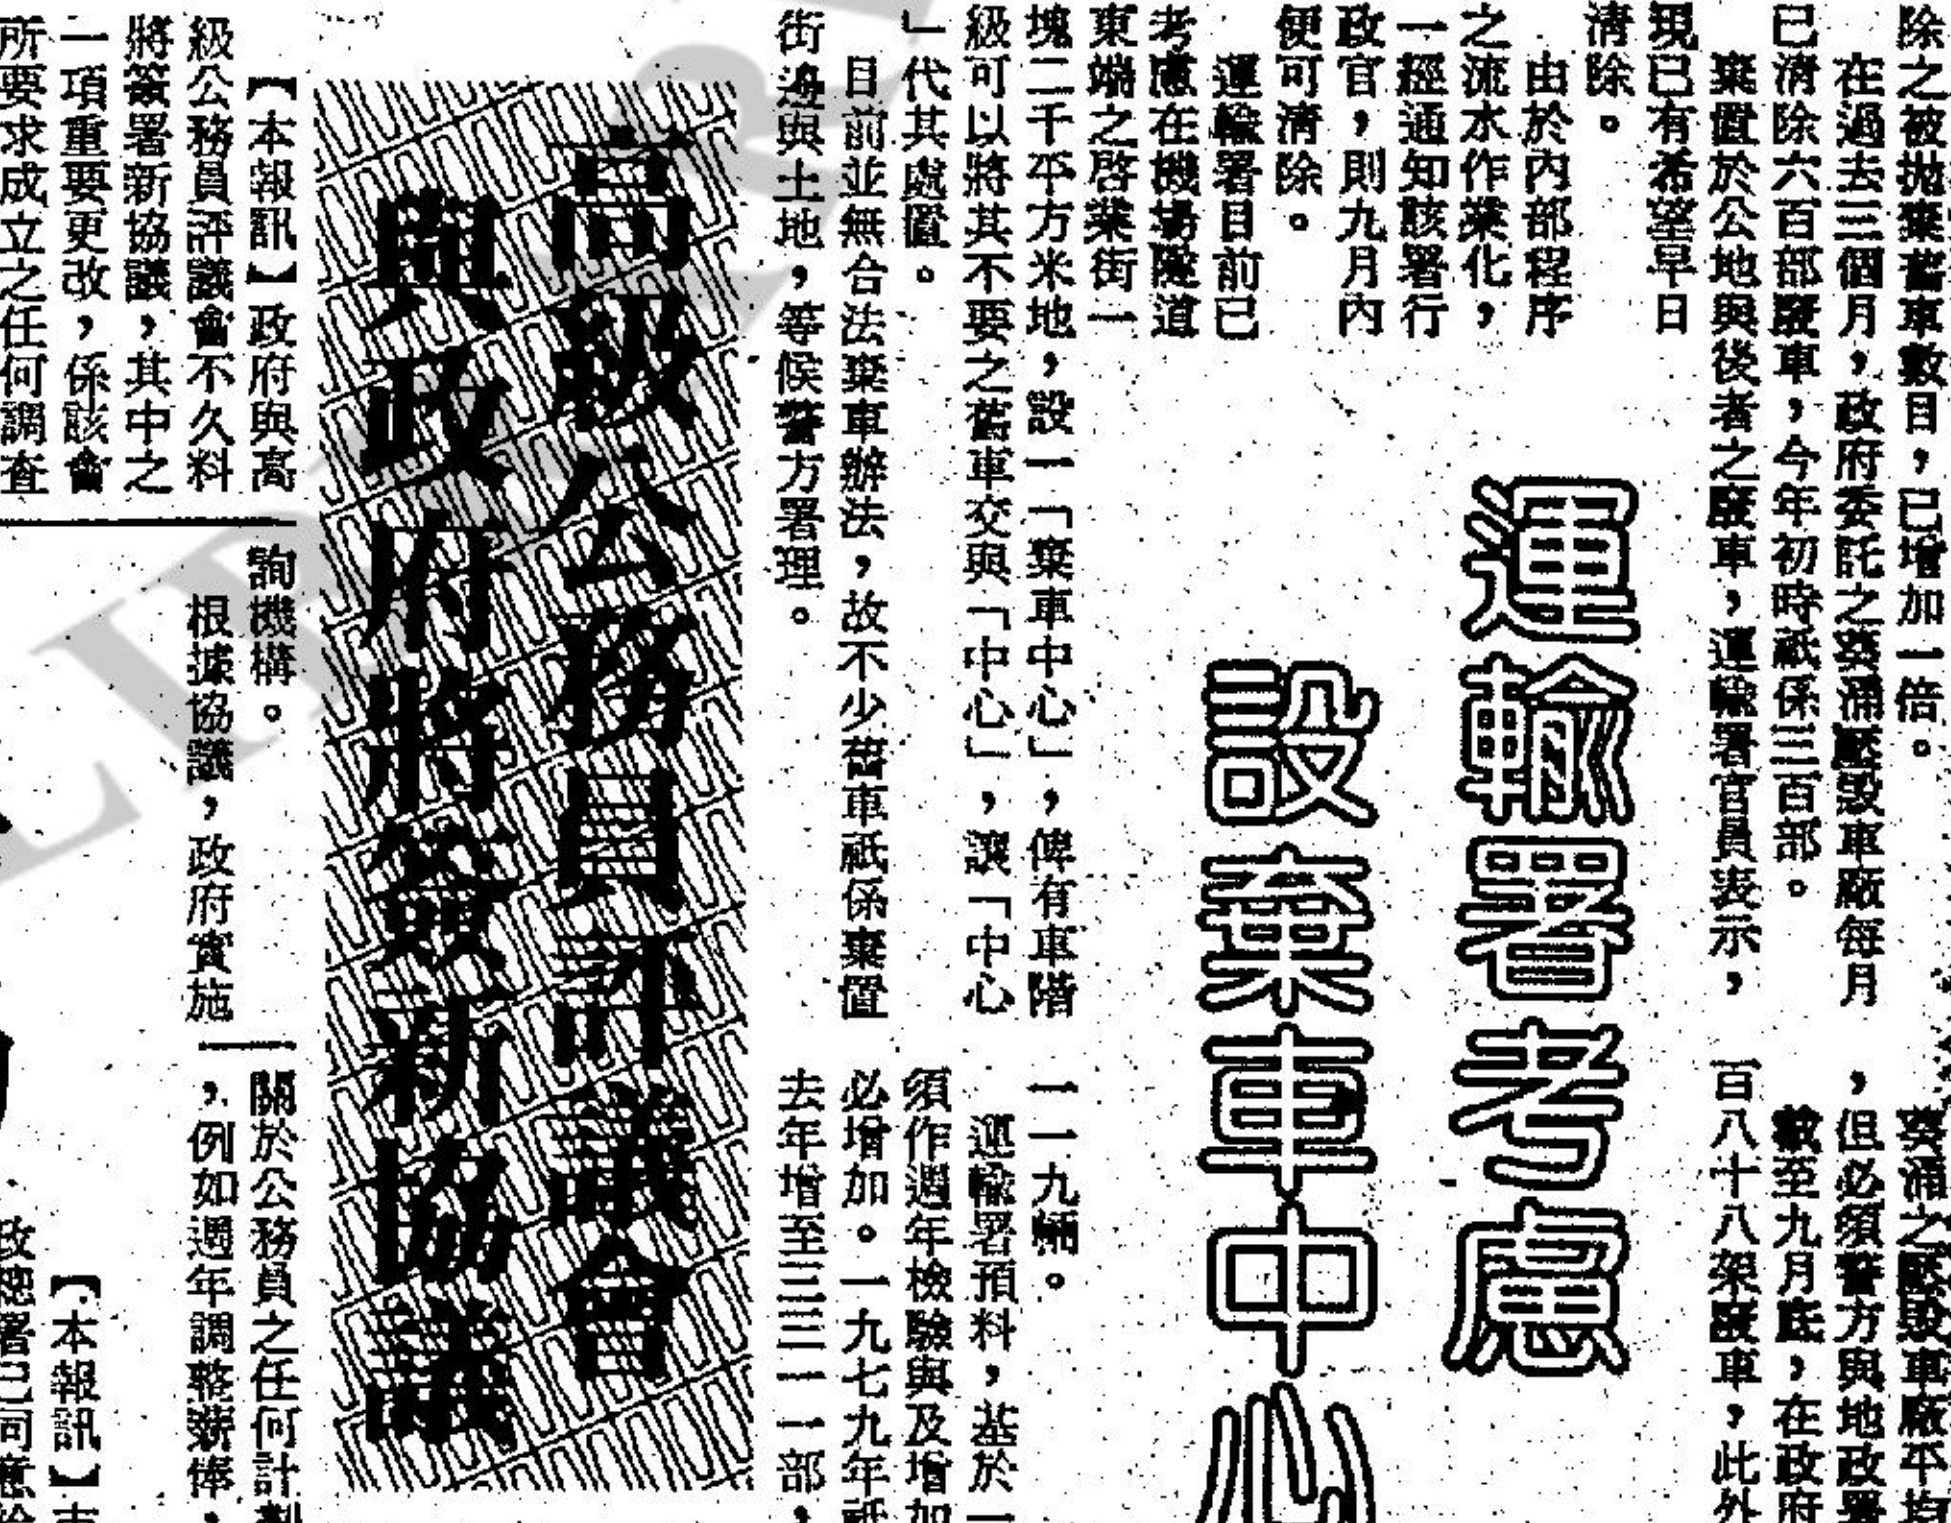 運輸署考慮
設棄車中心
除之被拋棄舊車數目，已增加一倍。
在過去三個月，政府委託之葵涌壓毀車廠每月
已清除六百部廢車，今年初時祇係三百部。
棄置於公地與後者之廢車，運輸署官員表示，
現已有希望早日
清除。
由於內部程序
之流水作業化，
一經通知該署行
政官，則九月內
便可清除。
運輸署目前已
考慮在機場隧道
東端之啓業街一
塊二千平方米地，設一「棄車中心」，俾有車階
級可以將其不要之舊車交與「中心」，讓「中心
」代其處置。
目前並無合法棄車辦法，故不少舊車祇係棄置
街邊與土地，等候警方署理。
葵涌之壓毀車廠平均
，但必須警方與地政署
截至九月底，在政府
百八十八架廢車，此外
一一九輛。
運輸署預料，基於一
須作週年檢驗與及增加
必增加。一九七九年祇
去年增至三三一一部，
高級公務員評議會
與政府將簽新協議
【本報訊】政府與高
級公務員評議會不久料
將簽署新協議，其中之
一項重要更改，係該會
所要求成立之任何調查
詢機構。
根據協議，政府實施
關於公務員之任何計劃
，例如週年調整薪俸，
【本報訊】市
政總署已同意給